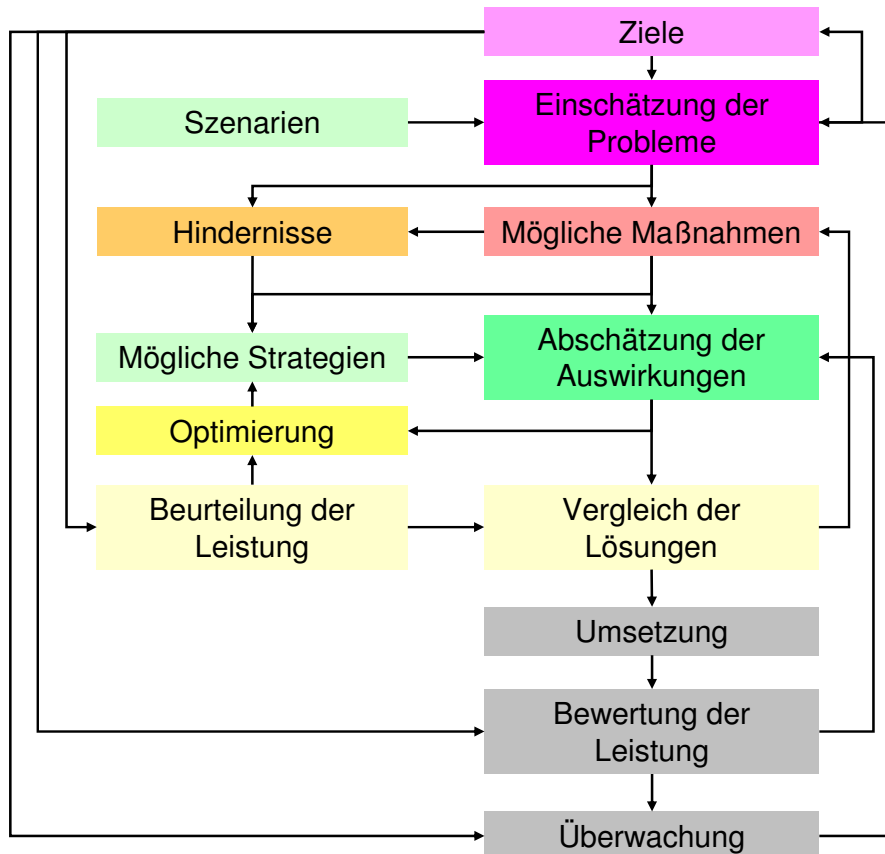 Ziele
Szenarien
Einschätzung der
Probleme
Hindernisse
Mögliche Maßnahmen
Mögliche Strategien
Abschätzung der
Auswirkungen
Optimierung
Beurteilung der
Leistung
Vergleich der
Lösungen
Umsetzung
Bewertung der
Leistung
Überwachung